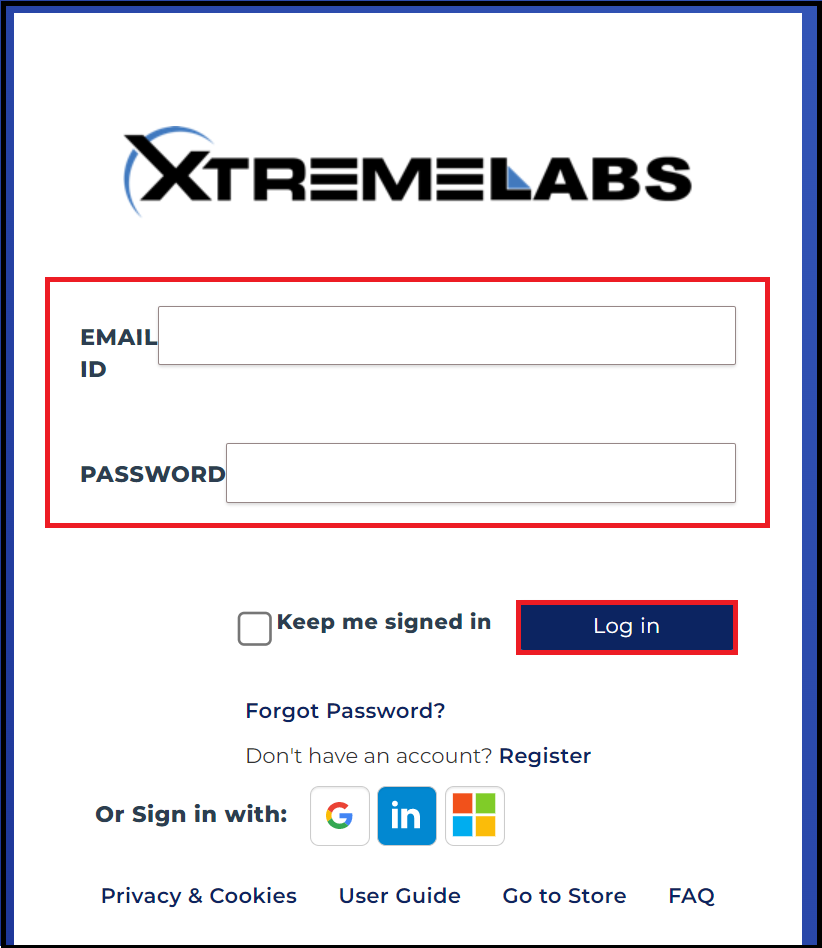 XTREMELABS
EMAIL
ID
PASSWORD
Keep me signed in
Log in
Forgot Password?
Don't have an account? Register
Or Sign in with:
in
Privacy & Cookies User Guide Go to Store FAQ